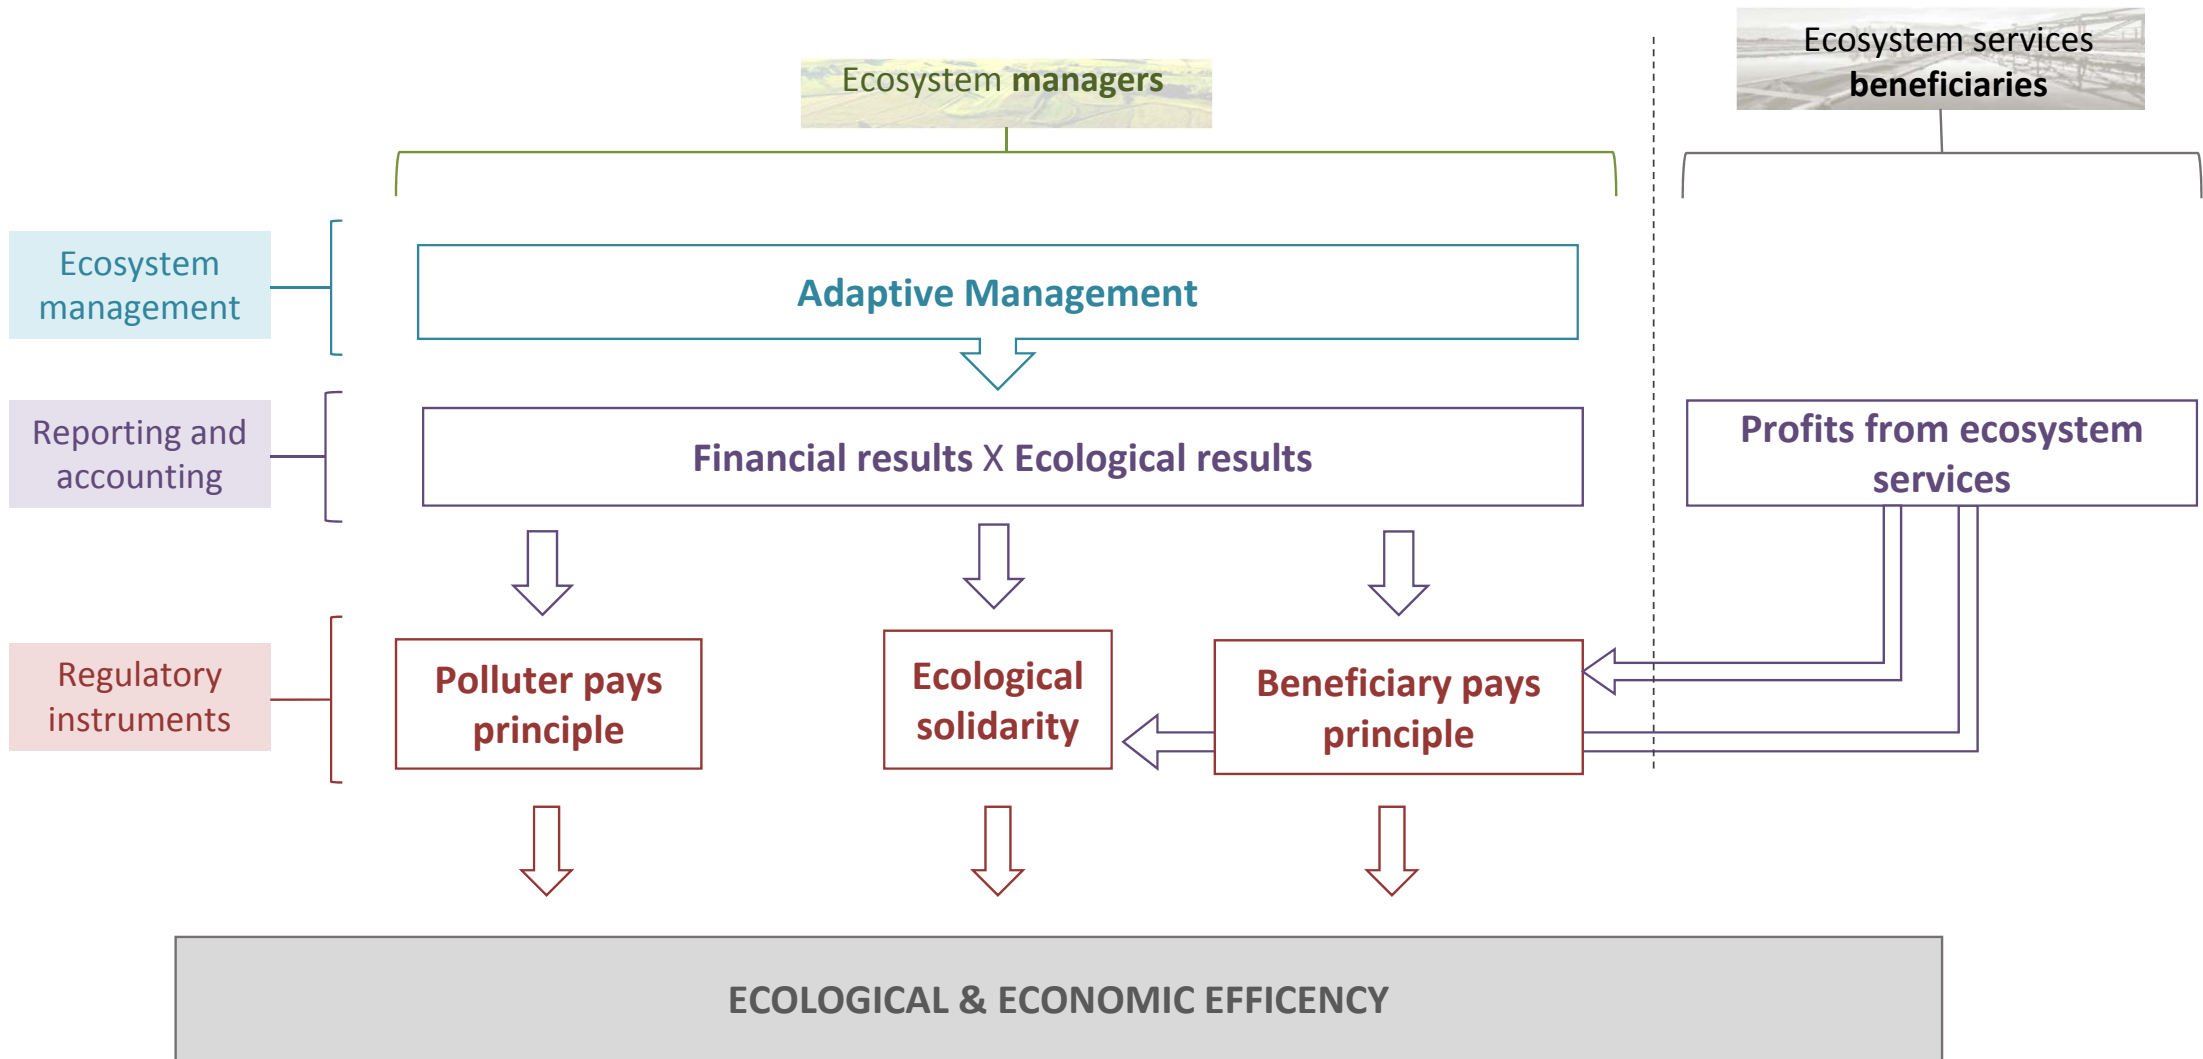 Ecosystem managers
Ecosystem services
beneficiaries
Ecosystem
management
Adaptive Management
Reporting and
accounting
Financial results X Ecological results
Profits from ecosystem
services
Regulatory
instruments
Polluter pays
principle
Ecological
solidarity
Beneficiary pays
principle
ECOLOGICAL & ECONOMIC EFFICENCY